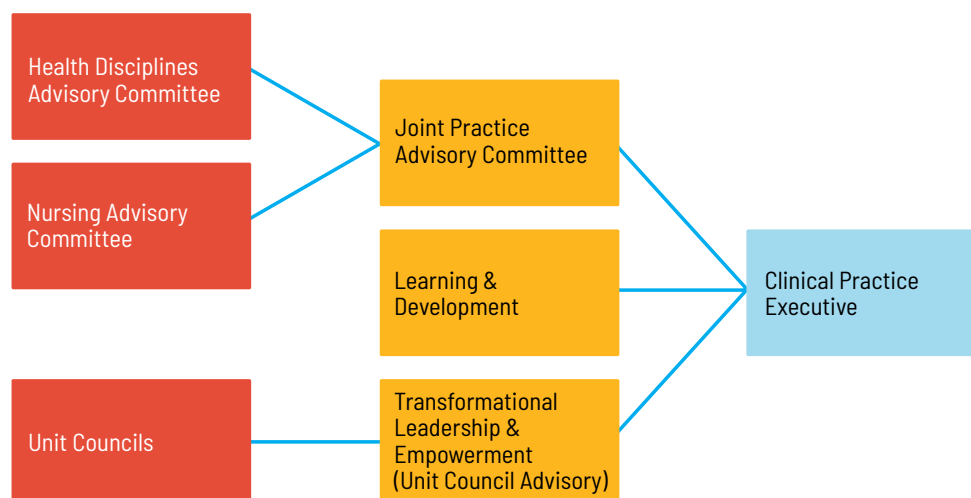 Health Disciplines
Advisory Committee
Nursing Advisory
Committee
Unit Councils
Joint Practice
Advisory Committee
Learning &
Development
Transformational
Leadership &
Empowerment
(Unit Council Advisory)
Clinical Practice
Executive